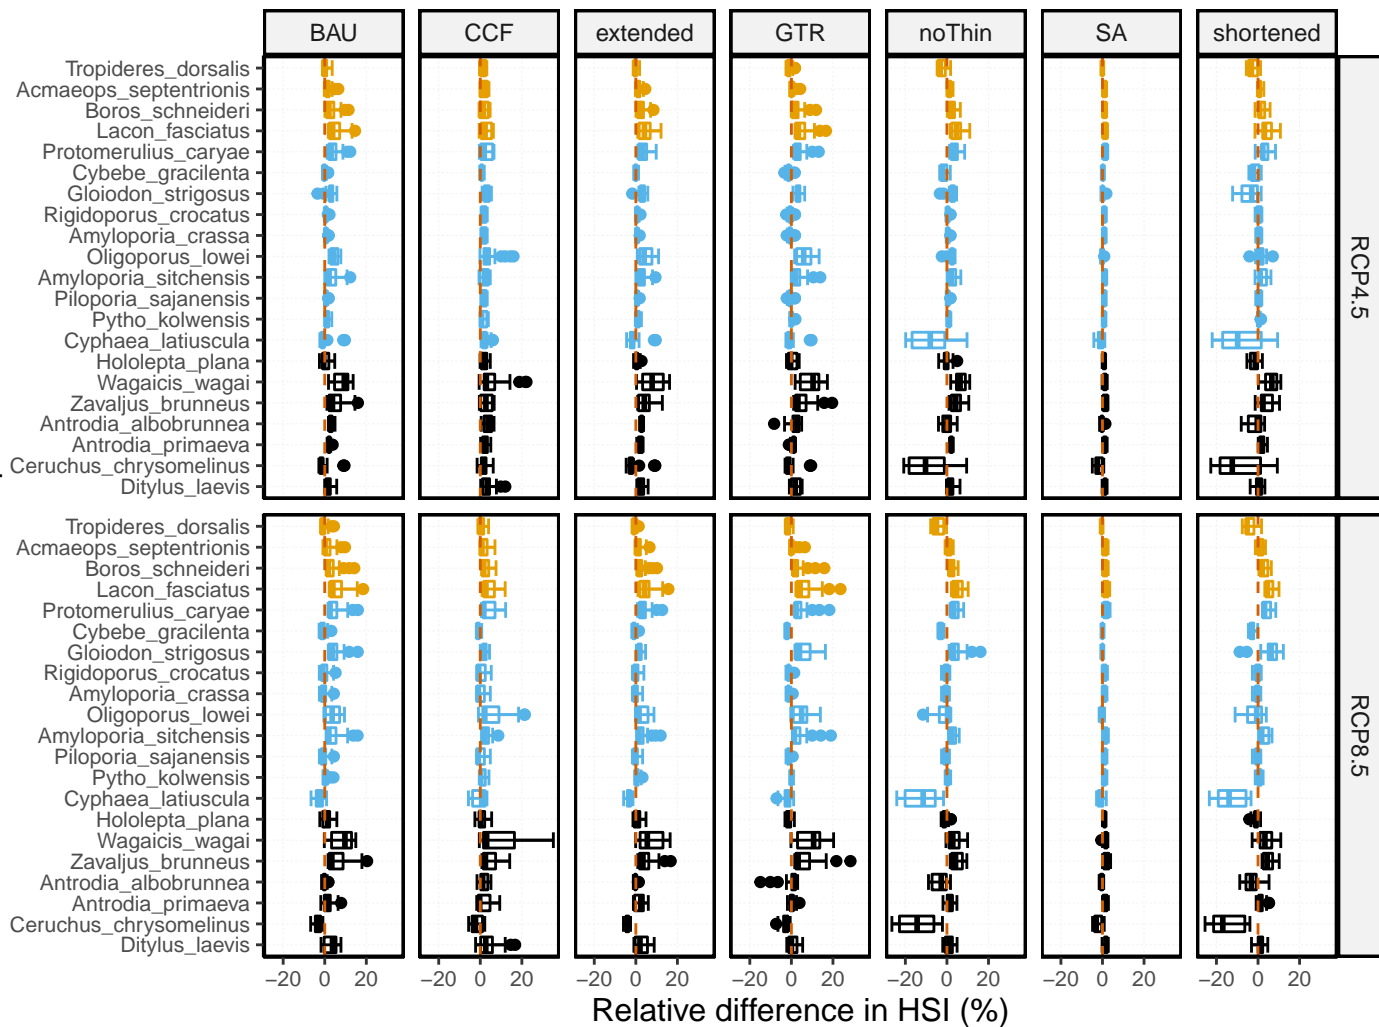 BAU CCF extended GTR noThin SA shortened
Tropideres_dorsalis
Acmaeops_septentrionis
Boros_schneideri
Lacon_fasciatus
Protomerulius_caryae
Cybebe_gracilenta
Gloiodon_strigosus
Rigidoporus_crocatus
Amyloporia_crassa
Oligoporus_lowei
Amyloporia_sitchensis
Piloporia_sajanensis
Pytho_kolwensis
Cyphaea_latiuscula
Hololepta_plana
Wagaicis_wagai
Zavaljus_brunneus
Antrodia_albobrunnea
Antrodia_primaeva
Ceruchus_chrysomelinus
Ditylus_laevis
RCP4.5
Tropideres_dorsalis
Acmaeops_septentrionis
Boros_schneideri
Lacon_fasciatus
Protomerulius_caryae
Cybebe_gracilenta
Gloiodon_strigosus
Rigidoporus_crocatus
Amyloporia_crassa
Oligoporus_lowei
Amyloporia_sitchensis
Piloporia_sajanensis
Pytho_kolwensis
Cyphaea_latiuscula
Hololepta_plana
Wagaicis_wagai
Zavaljus_brunneus
Antrodia_albobrunnea
Antrodia_primaeva
Ceruchus_chrysomelinus
Ditylus_laevis
RCP8.5
−20 0 20 −20 0 20 −20 0 20 −20 0 20 −20 0 20 −20 0 20 −20 0 20
Relative difference in HSI (%)